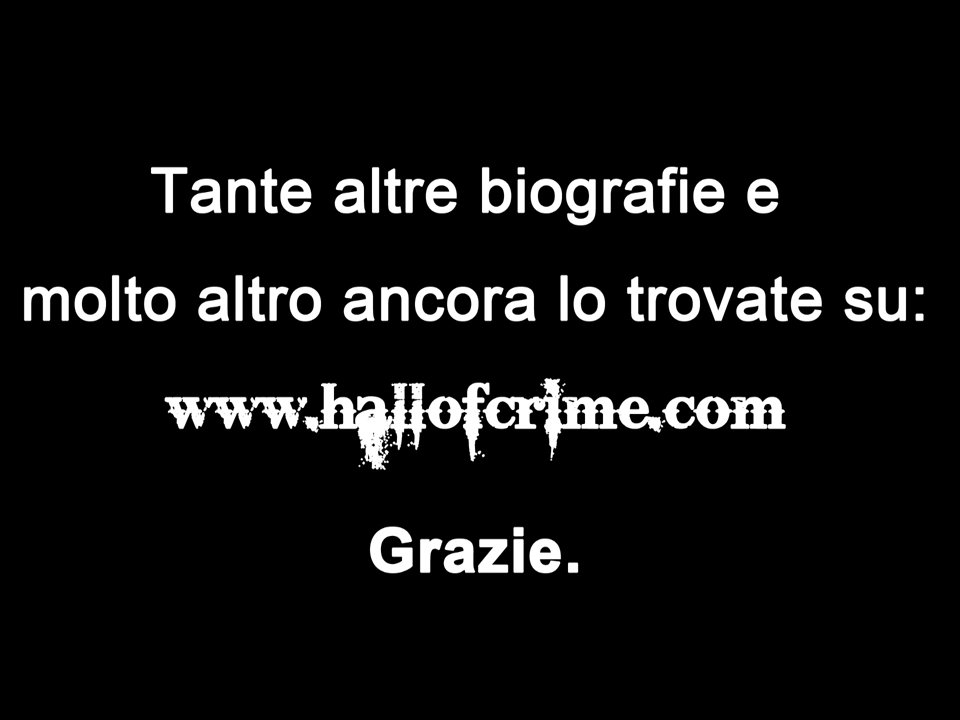 Tante altre biografie e
molto altro ancora lo trovate su:
www.hallofcrime.com
Grazie.